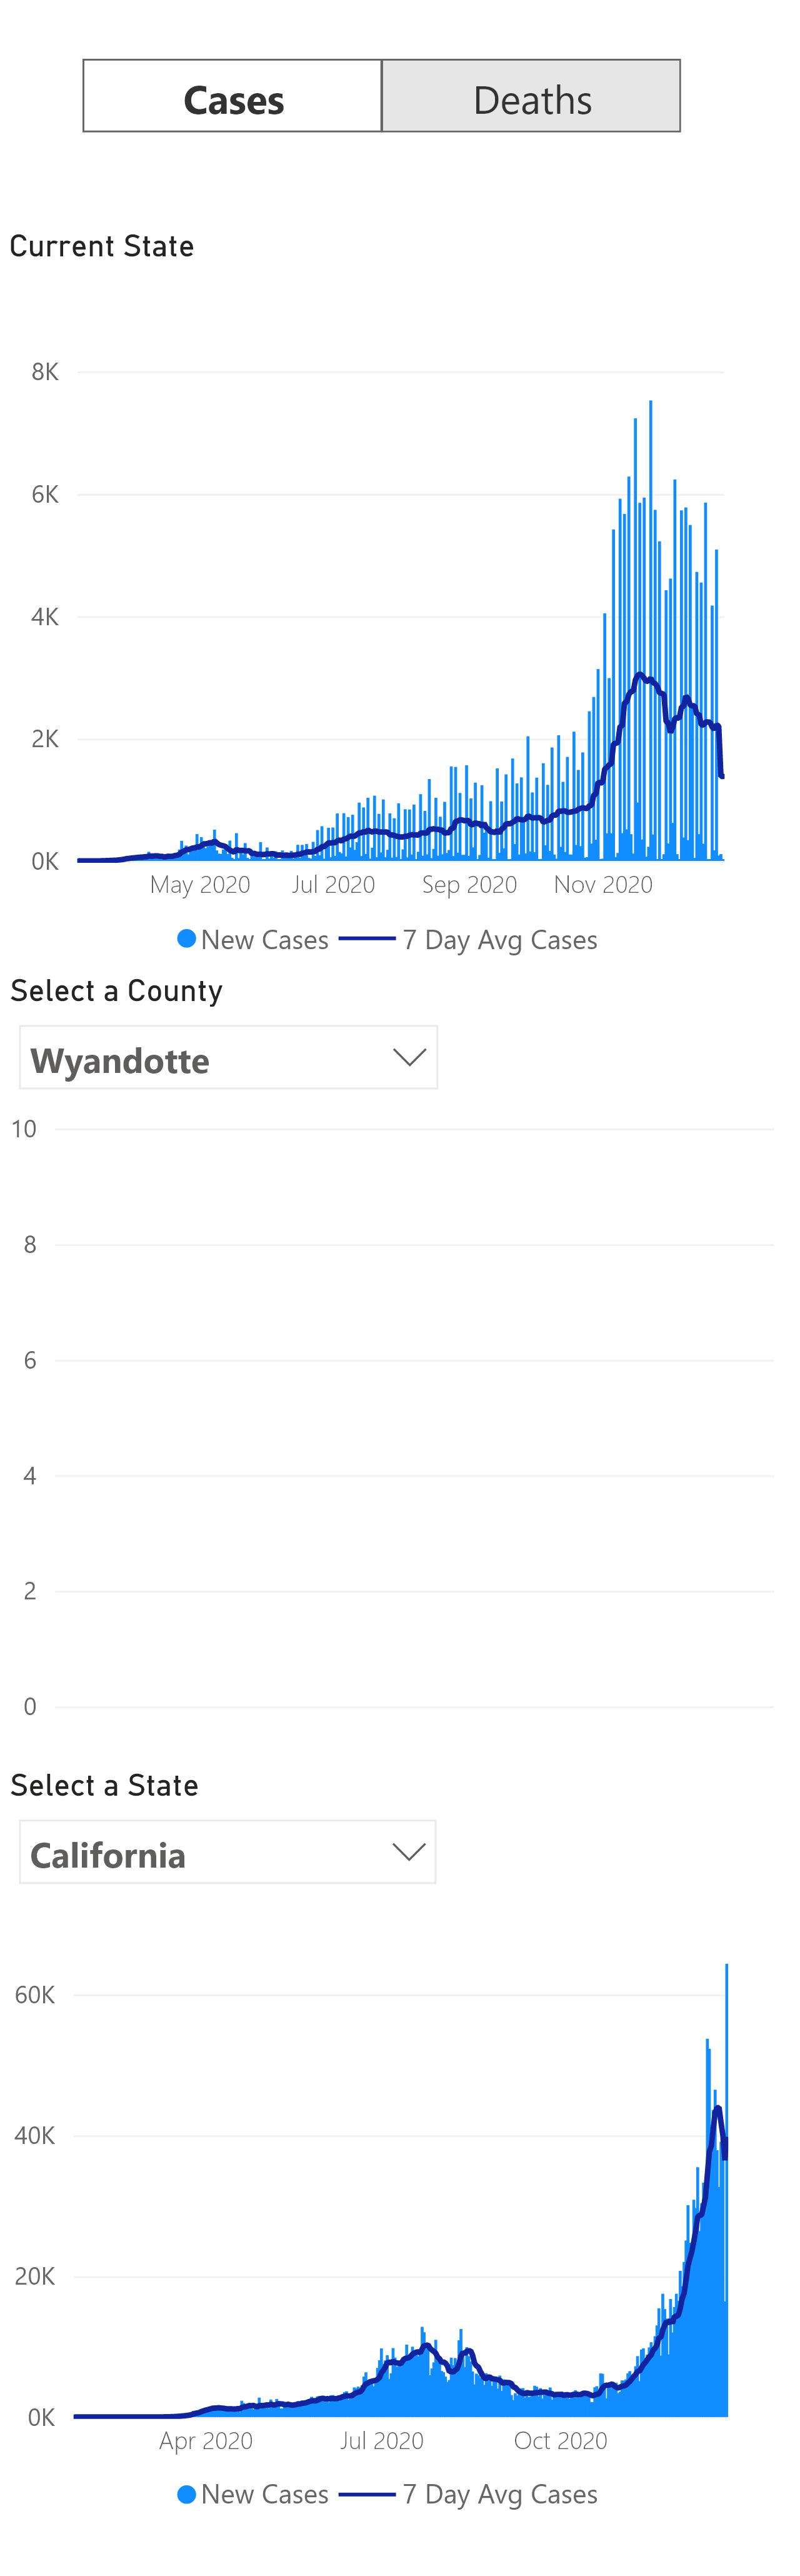 Cases Deaths
Current State
8K
6K
4K
2K
0K
May 2020 Jul 2020 Sep 2020 Nov 2020
New Cases 7 Day Avg Cases
Select a County
Wyandotte
10
8
6
4
2
0
Select a State
California
60K
40K
20K
0K
Apr 2020 Jul 2020 Oct 2020
New Cases 7 Day Avg Cases